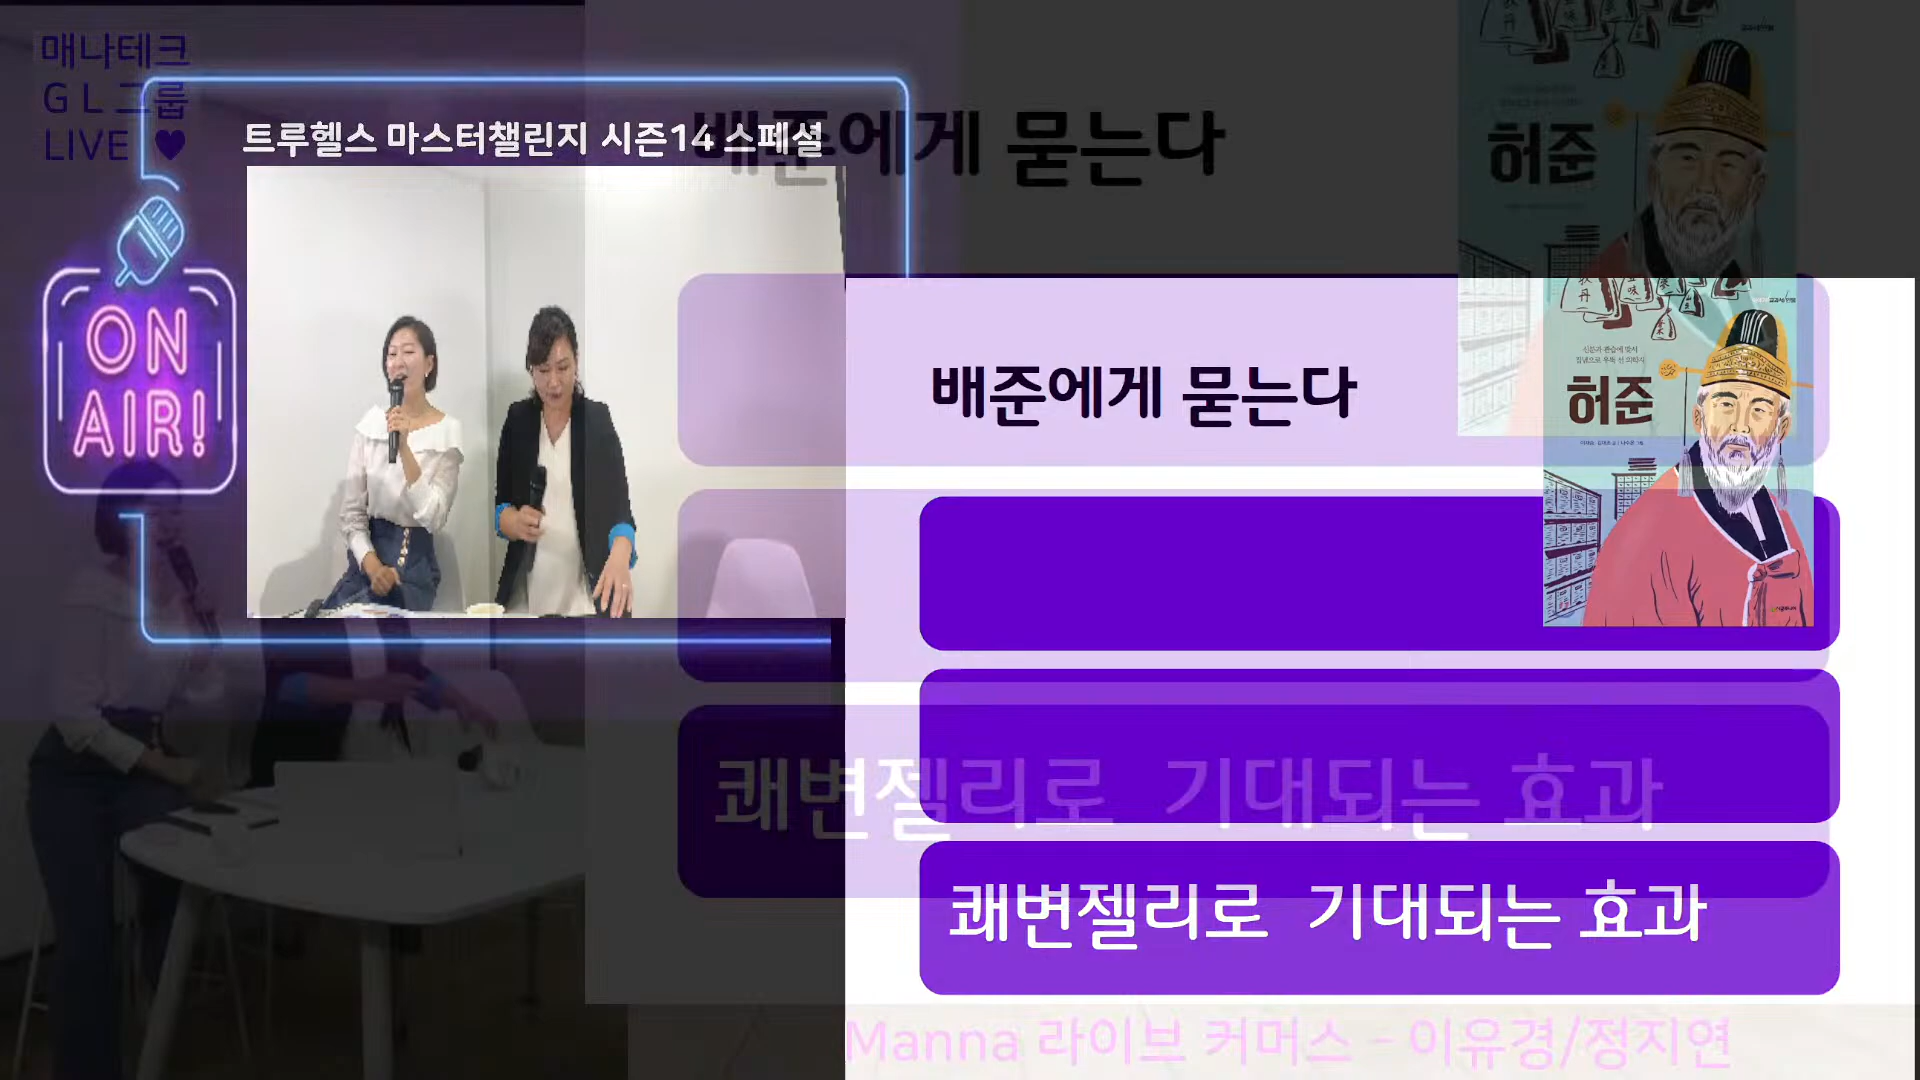 매나테크
G L 그룹
LIVE ♥
트루헬스 마스터챌린지 시즌14 스페셜
배준에게 묻는다
허준
ON
AIR!
배준에게 묻는다
허준
쾌변젤리로 기대되는 효과
쾌변젤리로 기대되는 효과
Manna 라이브 커머스 - 이유경/정지연